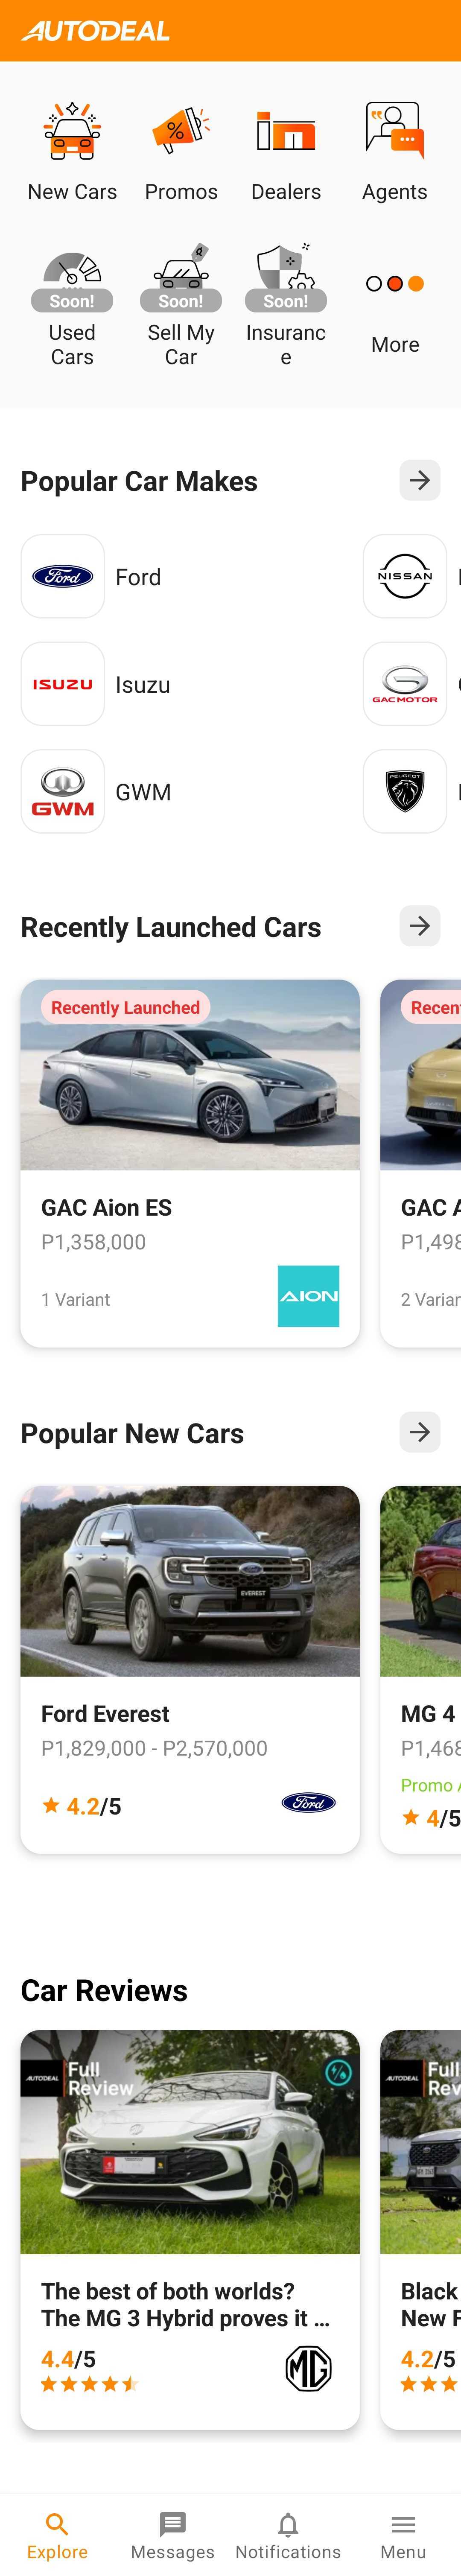 AUTODEAL
New Cars
Promos
Dealers
Agents
Soon!
Soon!
Soon!
Used
Cars
Sell My
Car
Insuranc
e
More
Popular Car Makes
Ford
Ford
NISSAN
ISUZU
Isuzu
GAC MOTOR
GWM
GWM
PEUGEOT
Recently Launched Cars
Recently Launched
Recen
GAC Aion ES
GAC A
P1,358,000
P1,498
1 Variant
AION
2 Varian
Popular New Cars
EVEREST
Ford Everest
MG 4
P1,829,000 - P2,570,000
P1,468
Promo A
4.2/5
Ford
4/5
Car Reviews
AUTODEAL
Full
Review
AUTODEAL
Full
Rev
The best of both worlds?
The MG 3 Hybrid proves it ...
Black
New F
4.4/5
MG
4.2/5
Explore
Messages
Notifications
Menu